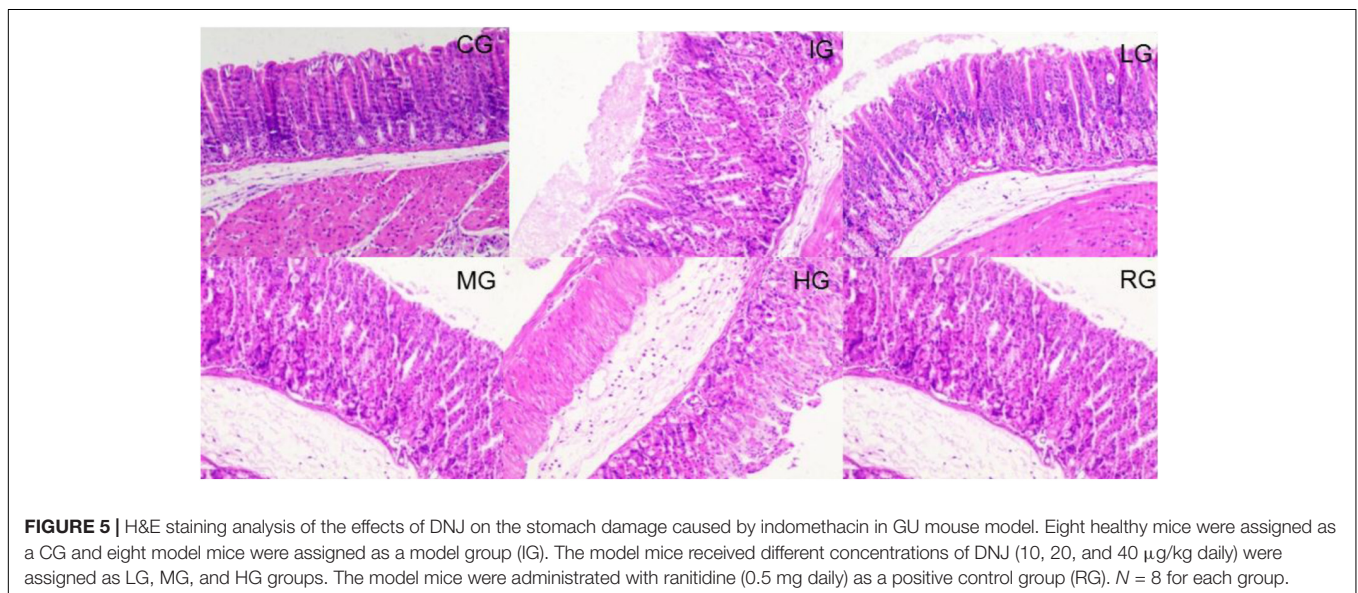 CG
IG
LG
MG
HG
RG
FIGURE 5 | H&E staining analysis of the effects of DNJ on the stomach damage caused by indomethacin in GU mouse model. Eight healthy mice were assigned as
a CG and eight model mice were assigned as a model group (IG). The model mice received different concentrations of DNJ (10, 20, and 40 μg/kg daily) were
assigned as LG, MG, and HG groups. The model mice were administrated with ranitidine (0.5 mg daily) as a positive control group (RG). N = 8 for each group.